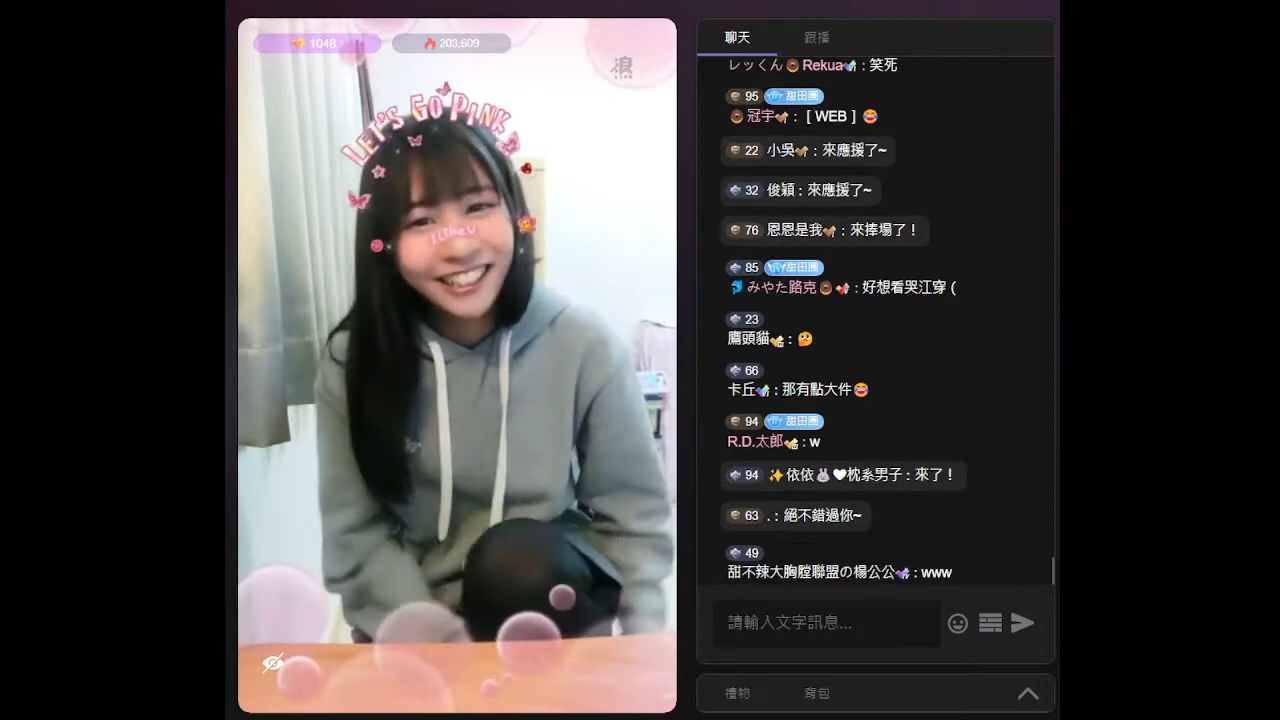 1048
203,609
浪
LIVE
LET'S GO PINK
聊天
跟播
レッくん Rekua : 笑死
95 甜田圈
冠宇 : [ WEB ]
22 小吳 : 來應援了~
32 俊穎 : 來應援了~
76 恩恩是我 : 來捧場了！
85 甜田圈
みやた路克 : 好想看哭江穿 (
23
鷹頭貓 :
66
卡丘 : 那有點大件
94 甜田圈
R.D.太郎 : w
94 依依 枕系男子 : 來了！
63 . : 絕不錯過你~
49
甜不辣大胸膛聯盟の楊公公 : www
請輸入文字訊息...
禮物
背包